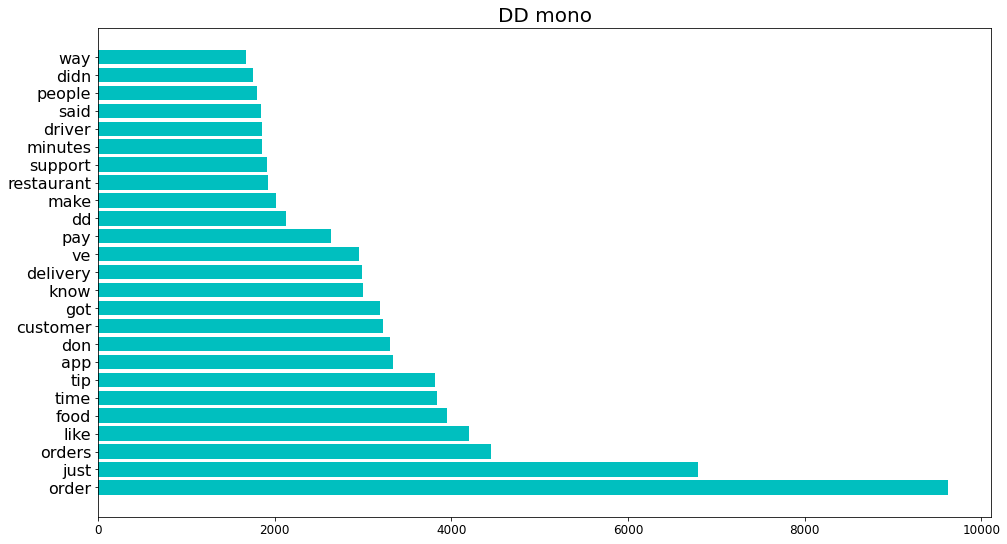 DD mono
way
didn
people
said
driver
minutes
support
restaurant
make
dd
pay
ve
delivery
know
got
customer
don
app
tip
time
food
like
orders
just
order
0 2000 4000 6000 8000 10000